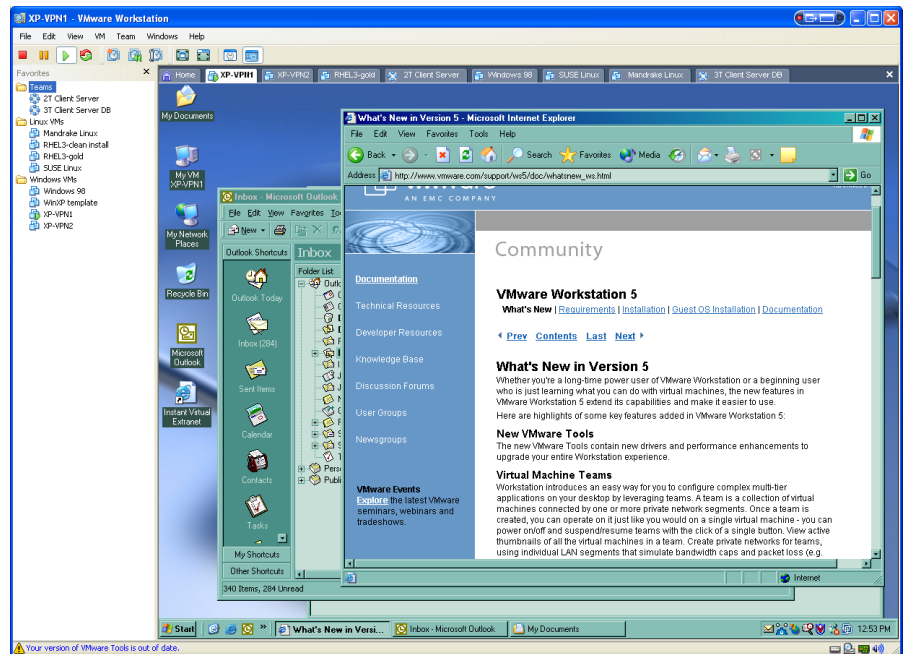 XP-VPN1 - VMware Workstation
File Edit View VM Team Windows Help
Favorites
Teams
2T Client Server
3T Client Server DB
Linux VMs
Mandrake Linux
RHEL3-clean install
RHEL3-gold
SUSE Linux
Windows VMs
Windows 98
WinXP template
XP-VPN1
XP-VPN2
Home XP-VPN1 XP-VPN2 RHEL3-gold 2T Client Server Windows 98 SUSE Linux Mandrake Linux 3T Client Server DB
My Documents
My VM
XP-VPN1
My Network
Places
Recycle Bin
Microsoft
Outlook
Instant Virtual
Extranet
Inbox - Microsoft Outlook
File Edit View Favorites To
New
Outlook Shortcuts
Inbox
Folder List
Outlook Today
Inbox (284)
Sent Items
Calendar
Contacts
Tasks
My Shortcuts
Other Shortcuts
Outlo
Perso
Publi
340 Items, 284 Unread
What's New in Version 5 - Microsoft Internet Explorer
File Edit View Favorites Tools Help
Back Search Favorites Media
Address http://www.vmware.com/support/ws5/doc/whatsnew_ws.html Go
AN EMC COMPANY
Documentation
Technical Resources
Developer Resources
Knowledge Base
Discussion Forums
User Groups
Newsgroups
VMware Events
Explore the latest VMware
seminars, webinars and
tradeshows.
Community
VMware Workstation 5
What's New | Requirements | Installation | Guest OS Installation | Documentation
Prev Contents Last Next
What's New in Version 5
Whether you're a long-time power user of VMware Workstation or a beginning user
who is just learning what you can do with virtual machines, the new features in
VMware Workstation 5 extend its capabilities and make it easier to use.
Here are highlights of some key features added in VMware Workstation 5:
New VMware Tools
The new VMware Tools contain new drivers and performance enhancements to
upgrade your entire Workstation experience.
Virtual Machine Teams
Workstation introduces an easy way for you to configure complex multi-tier
applications on your desktop by leveraging teams. A team is a collection of virtual
machines connected by one or more private network segments. Once a team is
created, you can operate on it just like you would on a single virtual machine - you can
power on/off and suspend/resume teams with the click of a single button. View active
thumbnails of all the virtual machines in a team. Create private networks for teams,
using individual LAN segments that simulate bandwidth caps and packet loss (e.g.
Internet
Start What's New in Versi... Inbox - Microsoft Outlook My Documents 12:53 PM
Your version of VMware Tools is out of date.